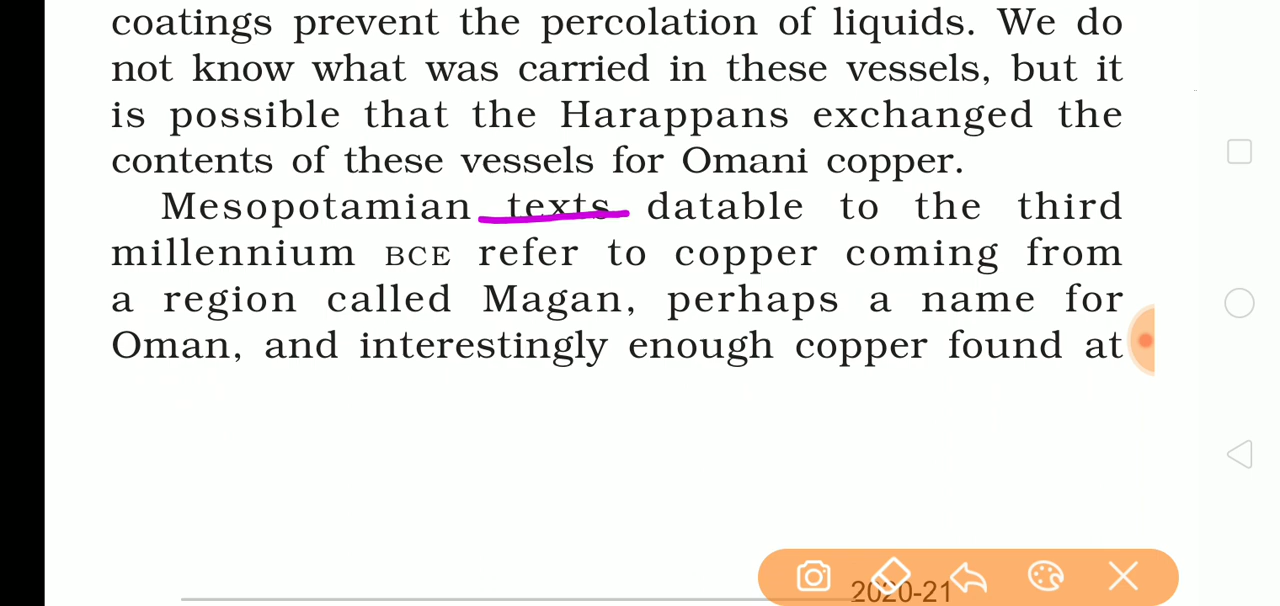 coatings prevent the percolation of liquids. We do
not know what was carried in these vessels, but it
is possible that the Harappans exchanged the
contents of these vessels for Omani copper.
Mesopotamian texts datable to the third
millennium BCE refer to copper coming from
a region called Magan, perhaps a name for
Oman, and interestingly enough copper found at
2020-21